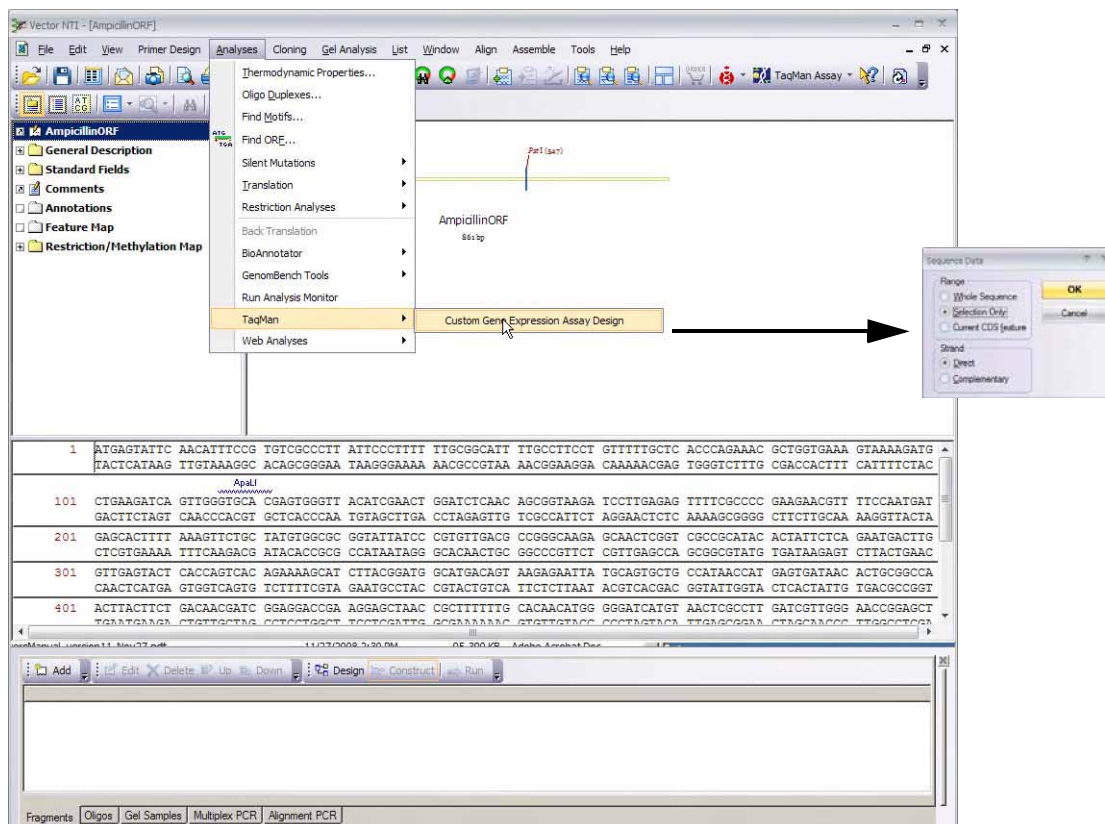 Vector NTI - [AmpicillinORF]
File Edit View Primer Design Analyses Cloning Gel Analysis List Window Align Assemble Tools Help
TaqMan Assay
AmpicillinORF
General Description
Standard Fields
Comments
Annotations
Feature Map
Restriction/Methylation Map
Thermodynamic Properties...
Oligo Duplexes...
Find Motifs...
Find ORF...
Silent Mutations
Translation
Restriction Analyses
Back Translation
BioAnnotator
GenomBench Tools
Run Analysis Monitor
TaqMan
Web Analyses
Custom Gene Expression Assay Design
PstI (547)
AmpicillinORF
861 bp
Sequence Data
Range
Whole Sequence
Selection Only
Current CDS feature
Strand
Direct
Complementary
OK
Cancel
1 ATGAGTATTC AACATTTCCG TGTCGCCCTT ATTCCCTTTT TTGCGGCATT TTGCCTTCCT GTTTTTGCTC ACCCAGAAAC GCTGGTGAAA GTAAAAGATG
TACTCATAAG TTGTAAAGGC ACAGCGGGAA TAAGGGAAAA AACGCCGTAA AACGGAAGGA CAAAAACGAG TGGGTCTTTG CGACCACTTT CATTTTCTAC
ApaLI
101 CTGAAGATCA GTTGGGTGCA CGAGTGGGTT ACATCGAACT GGATCTCAAC AGCGGTAAGA TCCTTGAGAG TTTTCGCCCC GAAGAACGTT TTCCAATGAT
GACTTCTAGT CAACCCACGT GCTCACCCAA TGTAGCTTGA CCTAGAGTTG TCGCCATTCT AGGAACTCTC AAAAGCGGGG CTTCTTGCAA AAGGTTACTA
201 GAGCACTTTT AAAGTTCTGC TATGTGGCGC GGTATTATCC CGTGTTGACG CCGGGCAAGA GCAACTCGGT CGCCGCATAC ACTATTCTCA GAATGACTTG
CTCGTGAAAA TTTCAAGACG ATACACCGCG CCATAATAGG GCACAACTGC GGCCCGTTCT CGTTGAGCCA GCGGCGTATG TGATAAGAGT CTTACTGAAC
301 GTTGAGTACT CACCAGTCAC AGAAAAGCAT CTTACGGATG GCATGACAGT AAGAGAATTA TGCAGTGCTG CCATAACCAT GAGTGATAAC ACTGCGGCCA
CAACTCATGA GTGGTCAGTG TCTTTTCGTA GAATGCCTAC CGTACTGTCA TTCTCTTAAT ACGTCACGAC GGTATTGGTA CTCACTATTG TGACGCCGGT
401 ACTTACTTCT GACAACGATC GGAGGACCGA AGGAGCTAAC CGCTTTTTTG CACAACATGG GGGATCATGT AACTCGCCTT GATCGTTGGG AACCGGAGCT
Add Edit Delete Up Down Design Construct Run
Fragments Oligos Gel Samples Multiplex PCR Alignment PCR